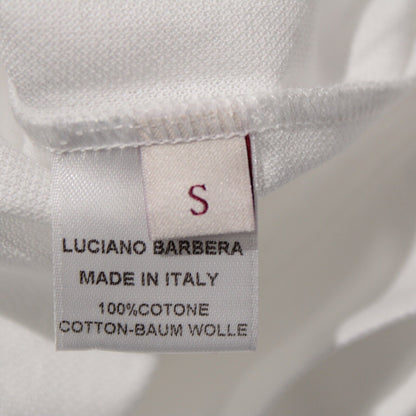 S
LUCIANO BARBERA
MADE IN ITALY
100%COTONE
COTTON-BAUM WOLLE